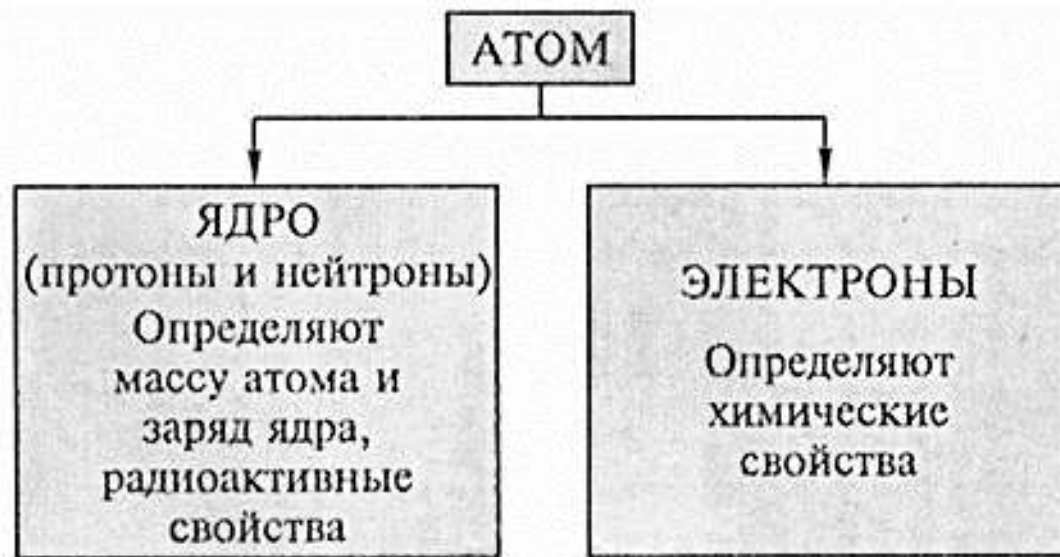 АТОМ
ЯДРО
(протоны и нейтроны)
Определяют
массу атома и
заряд ядра,
радиоактивные
свойства
ЭЛЕКТРОНЫ
Определяют
химические
свойства